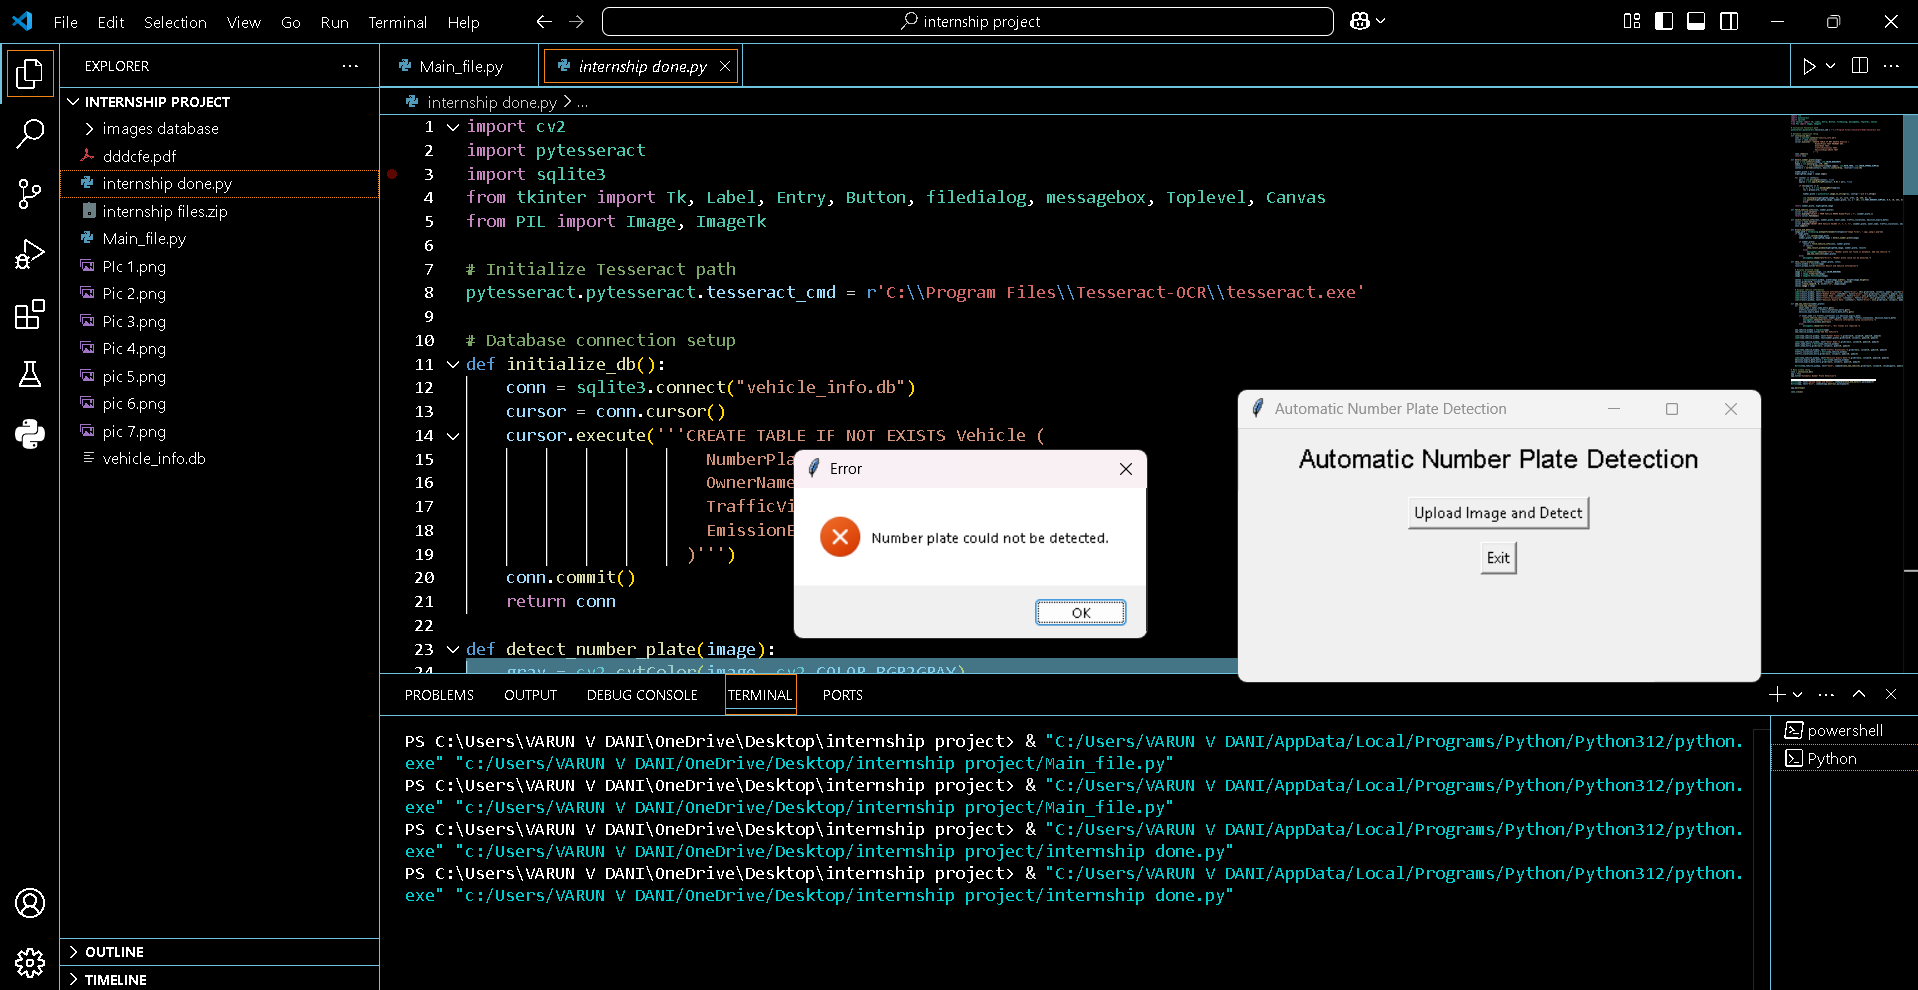 File Edit Selection View Go Run Terminal Help
internship project
EXPLORER
INTERNSHIP PROJECT
images database
dddcfe.pdf
internship done.py
internship files.zip
Main_file.py
PIc 1.png
Pic 2.png
Pic 3.png
Pic 4.png
pic 5.png
pic 6.png
pic 7.png
vehicle_info.db
OUTLINE
TIMELINE
Main_file.py
internship done.py
internship done.py > ...
1 import cv2
2 import pytesseract
3 import sqlite3
4 from tkinter import Tk, Label, Entry, Button, filedialog, messagebox, Toplevel, Canvas
5 from PIL import Image, ImageTk
6
7 # Initialize Tesseract path
8 pytesseract.pytesseract.tesseract_cmd = r'C:\\Program Files\\Tesseract-OCR\\tesseract.exe'
9
10 # Database connection setup
11 def initialize_db():
12 conn = sqlite3.connect("vehicle_info.db")
13 cursor = conn.cursor()
14 cursor.execute('''CREATE TABLE IF NOT EXISTS Vehicle (
15 NumberPla
16 OwnerName
17 TrafficVi
18 EmissionE
19 )''')
20 conn.commit()
21 return conn
22
23 def detect_number_plate(image):
24 gray = cv2.cvtColor(image, cv2.COLOR_BGR2GRAY)
Error
Number plate could not be detected.
OK
Automatic Number Plate Detection
Automatic Number Plate Detection
Upload Image and Detect
Exit
PROBLEMS OUTPUT DEBUG CONSOLE TERMINAL PORTS
PS C:\Users\VARUN V DANI\OneDrive\Desktop\internship project> & "C:/Users/VARUN V DANI/AppData/Local/Programs/Python/Python312/python.
exe" "c:/Users/VARUN V DANI/OneDrive/Desktop/internship project/Main_file.py"
PS C:\Users\VARUN V DANI\OneDrive\Desktop\internship project> & "C:/Users/VARUN V DANI/AppData/Local/Programs/Python/Python312/python.
exe" "c:/Users/VARUN V DANI/OneDrive/Desktop/internship project/Main_file.py"
PS C:\Users\VARUN V DANI\OneDrive\Desktop\internship project> & "C:/Users/VARUN V DANI/AppData/Local/Programs/Python/Python312/python.
exe" "c:/Users/VARUN V DANI/OneDrive/Desktop/internship project/internship done.py"
PS C:\Users\VARUN V DANI\OneDrive\Desktop\internship project> & "C:/Users/VARUN V DANI/AppData/Local/Programs/Python/Python312/python.
exe" "c:/Users/VARUN V DANI/OneDrive/Desktop/internship project/internship done.py"
powershell
Python